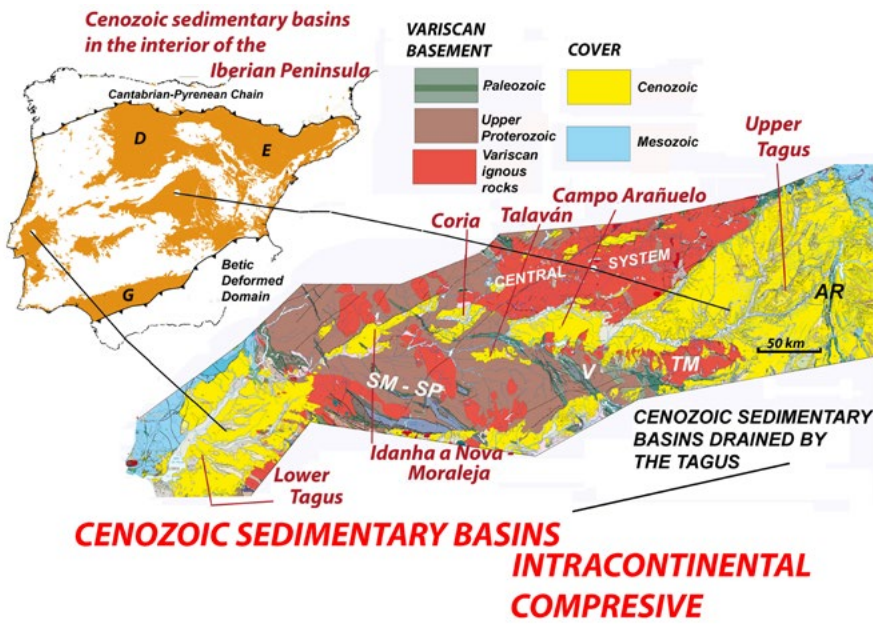 Cenozoic sedimentary basins
in the interior of the
Iberian Peninsula
Cantabrian-Pyrenean Chain
D
E
G
Betic
Deformed
Domain
VARISCAN
BASEMENT
Paleozoic
Upper
Proterozoic
Variscan
ignous
rocks
COVER
Cenozoic
Mesozoic
Upper
Tagus
Campo Arañuelo
Talaván
Coria
CENTRAL SYSTEM
AR
50 km
TM
V
SM - SP
Idanha a Nova -
Moraleja
Lower
Tagus
CENOZOIC SEDIMENTARY
BASINS DRAINED BY
THE TAGUS
CENOZOIC SEDIMENTARY BASINS
INTRACONTINENTAL
COMPRESIVE